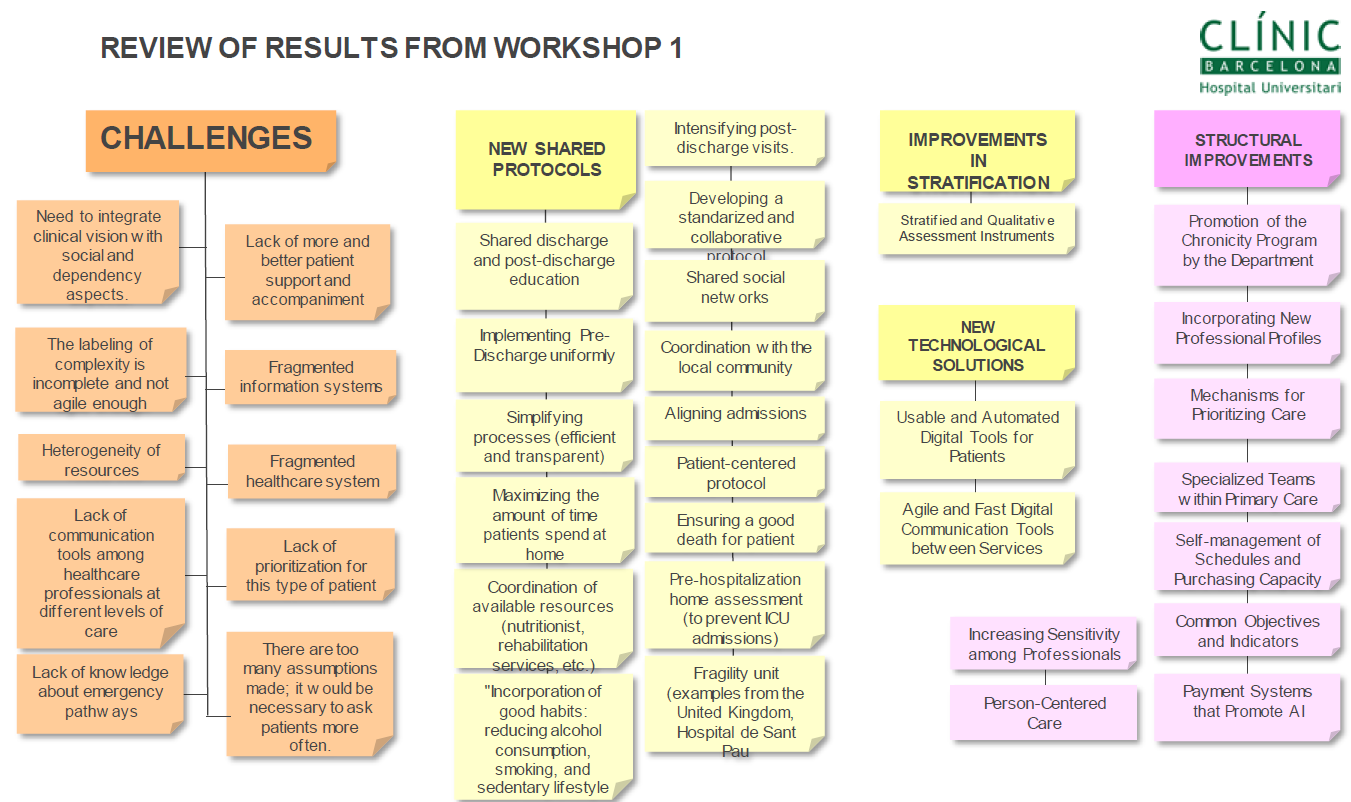 REVIEW OF RESULTS FROM WORKSHOP 1
CLÍNIC
BARCELONA
Hospital Universitari
CHALLENGES
Need to integrate
clinical vision with
social and
dependency
aspects.
Lack of more and
better patient
support and
accompaniment
The labeling of
complexity is
incomplete and not
agile enough
Fragmented
information systems
Heterogeneity of
resources
Fragmented
healthcare system
Lack of
communication
tools among
healthcare
professionals at
different levels of
care
Lack of
prioritization for
this type of patient
Lack of knowledge
about emergency
pathways
There are too
many assumptions
made; it would be
necessary to ask
patients more
often.
NEW SHARED
PROTOCOLS
Shared discharge
and post-discharge
education
Implementing Pre-
Discharge uniformly
Simplifying
processes (efficient
and transparent)
Maximizing the
amount of time
patients spend at
home
Coordination of
available resources
(nutritionist,
rehabilitation
services, etc.)
"Incorporation of
good habits:
reducing alcohol
consumption,
smoking, and
sedentary lifestyle
Intensifying post-
discharge visits.
Developing a
standarized and
collaborative
protocol
Shared social
networks
Coordination with the
local community
Aligning admissions
Patient-centered
protocol
Ensuring a good
death for patient
Pre-hospitalization
home assessment
(to prevent ICU
admissions)
Fragility unit
(examples from the
United Kingdom,
Hospital de Sant
Pau
IMPROVEMENTS
IN
STRATIFICATION
Stratified and Qualitative
Assessment Instruments
NEW
TECHNOLOGICAL
SOLUTIONS
Usable and Automated
Digital Tools for
Patients
Agile and Fast Digital
Communication Tools
between Services
STRUCTURAL
IMPROVEMENTS
Promotion of the
Chronicity Program
by the Department
Incorporating New
Professional Profiles
Mechanisms for
Prioritizing Care
Specialized Teams
within Primary Care
Self-management of
Schedules and
Purchasing Capacity
Common Objectives
and Indicators
Payment Systems
that Promote AI
Increasing Sensitivity
among Professionals
Person-Centered
Care